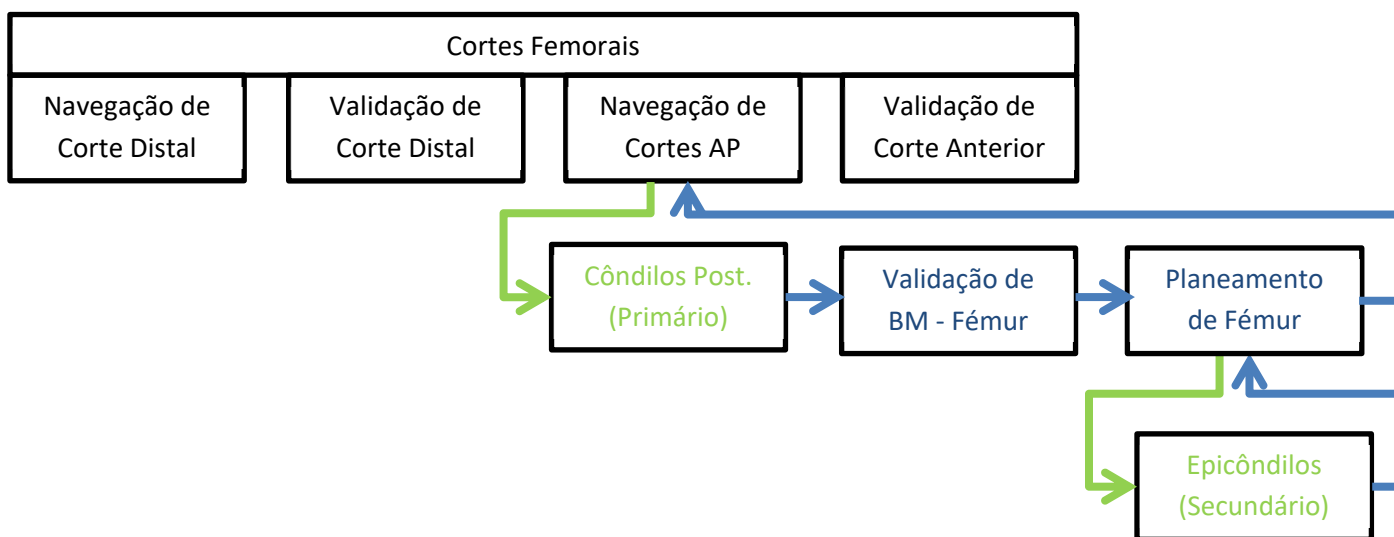 Cortes Femorais
Navegação de
Corte Distal
Validação de
Corte Distal
Navegação de
Cortes AP
Validação de
Corte Anterior
Côndilos Post.
(Primário)
Validação de
BM - Fémur
Planeamento
de Fémur
Epicôndilos
(Secundário)